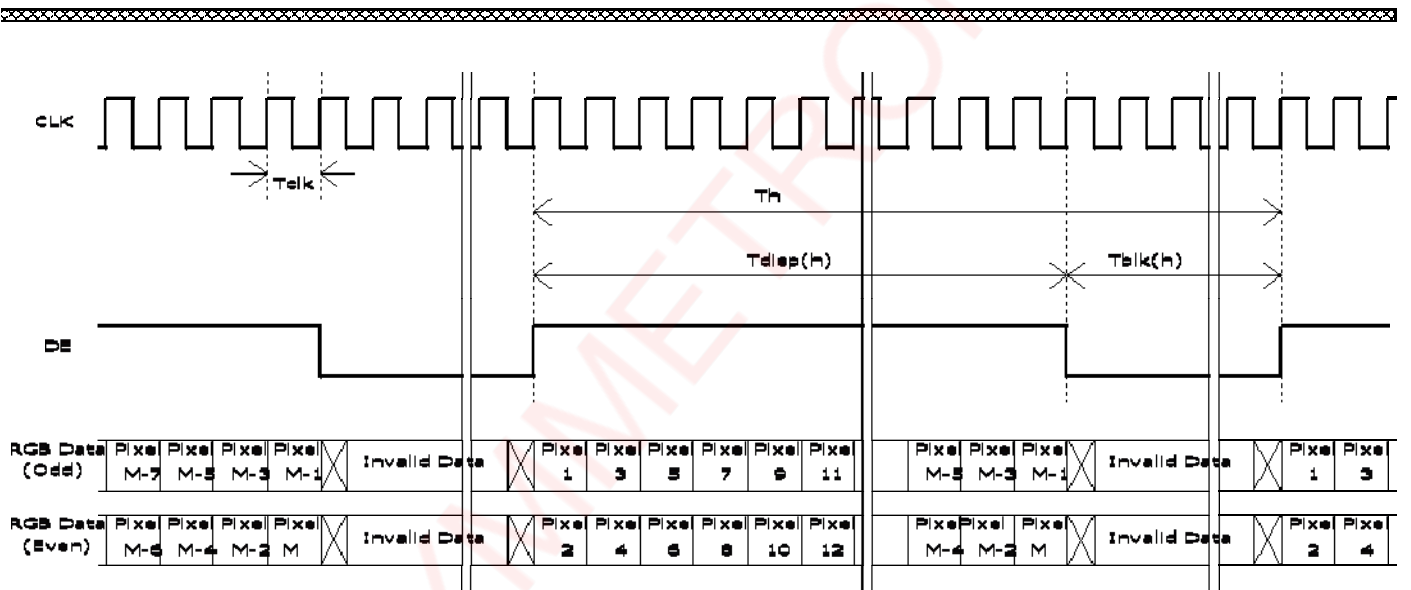 CLK
Tclk
Th
Tdisp(h)
Tblk(h)
DE
RGB Data (Odd)
Pixel M-7
Pixel M-5
Pixel M-3
Pixel M-1
Invalid Data
Pixel 1
Pixel 3
Pixel 5
Pixel 7
Pixel 9
Pixel 11
Pixel M-5
Pixel M-3
Pixel M-1
Invalid Data
Pixel 1
Pixel 3
RGB Data (Even)
Pixel M-6
Pixel M-4
Pixel M-2
Pixel M
Invalid Data
Pixel 2
Pixel 4
Pixel 6
Pixel 8
Pixel 10
Pixel 12
Pixel M-4
Pixel M-2
Pixel M
Invalid Data
Pixel 2
Pixel 4